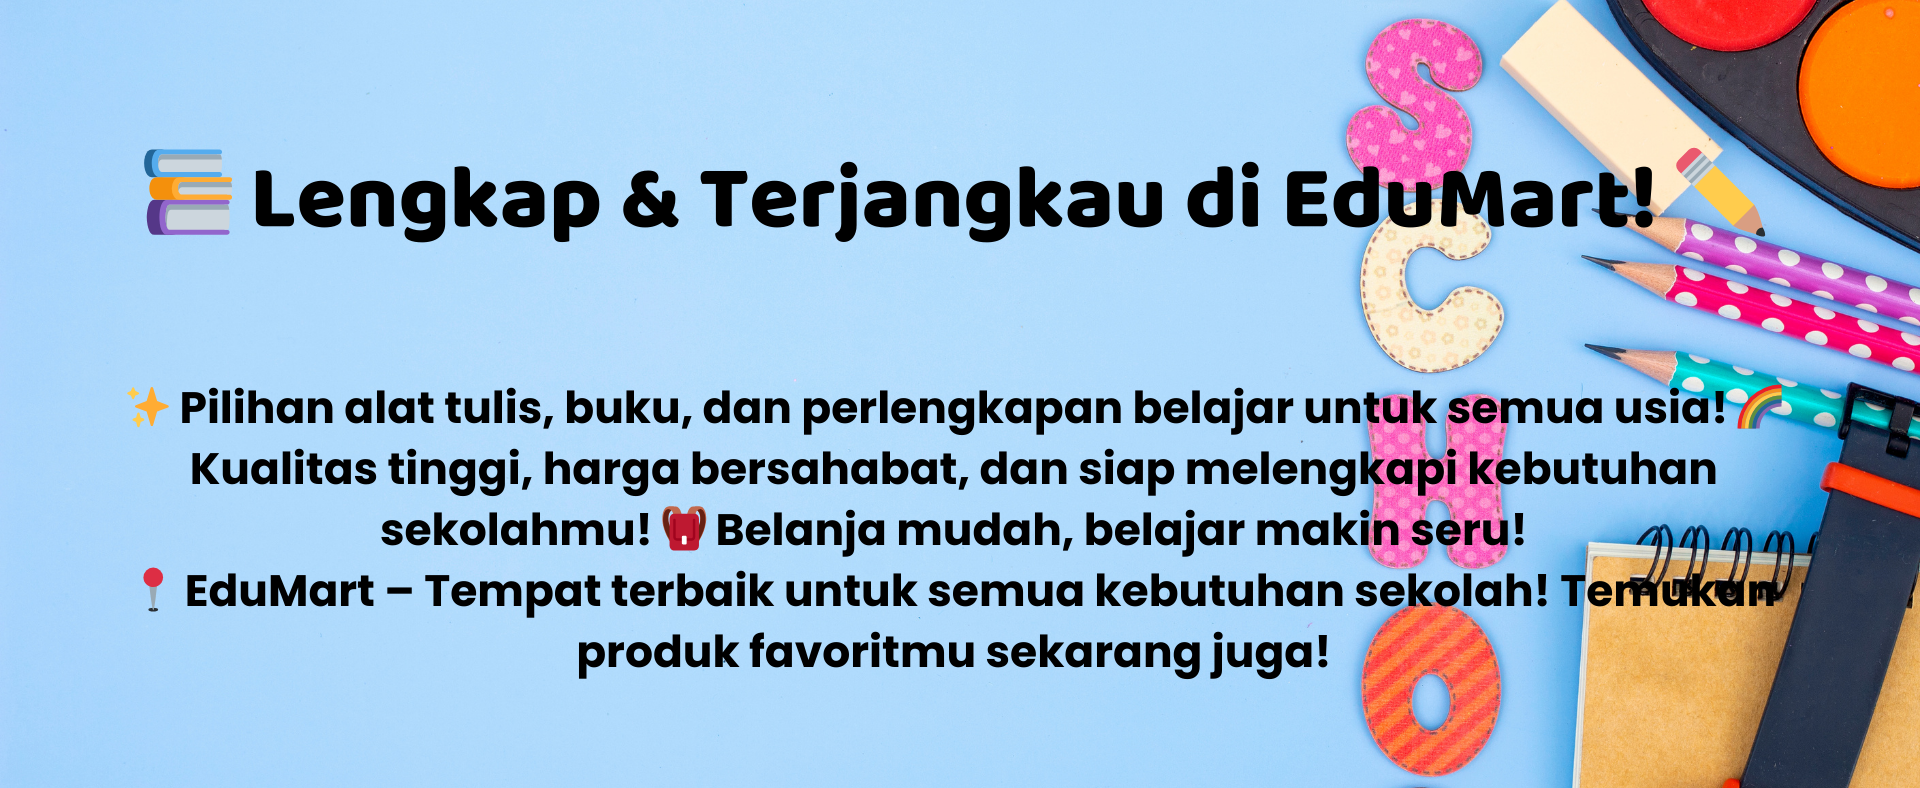 📚 Lengkap & Terjangkau di EduMart! ✏️
✨ Pilihan alat tulis, buku, dan perlengkapan belajar untuk semua usia! 🌈
Kualitas tinggi, harga bersahabat, dan siap melengkapi kebutuhan
sekolahmu! 🎒 Belanja mudah, belajar makin seru!
📍 EduMart – Tempat terbaik untuk semua kebutuhan sekolah! Temukan
produk favoritmu sekarang juga!
S
C
H
O